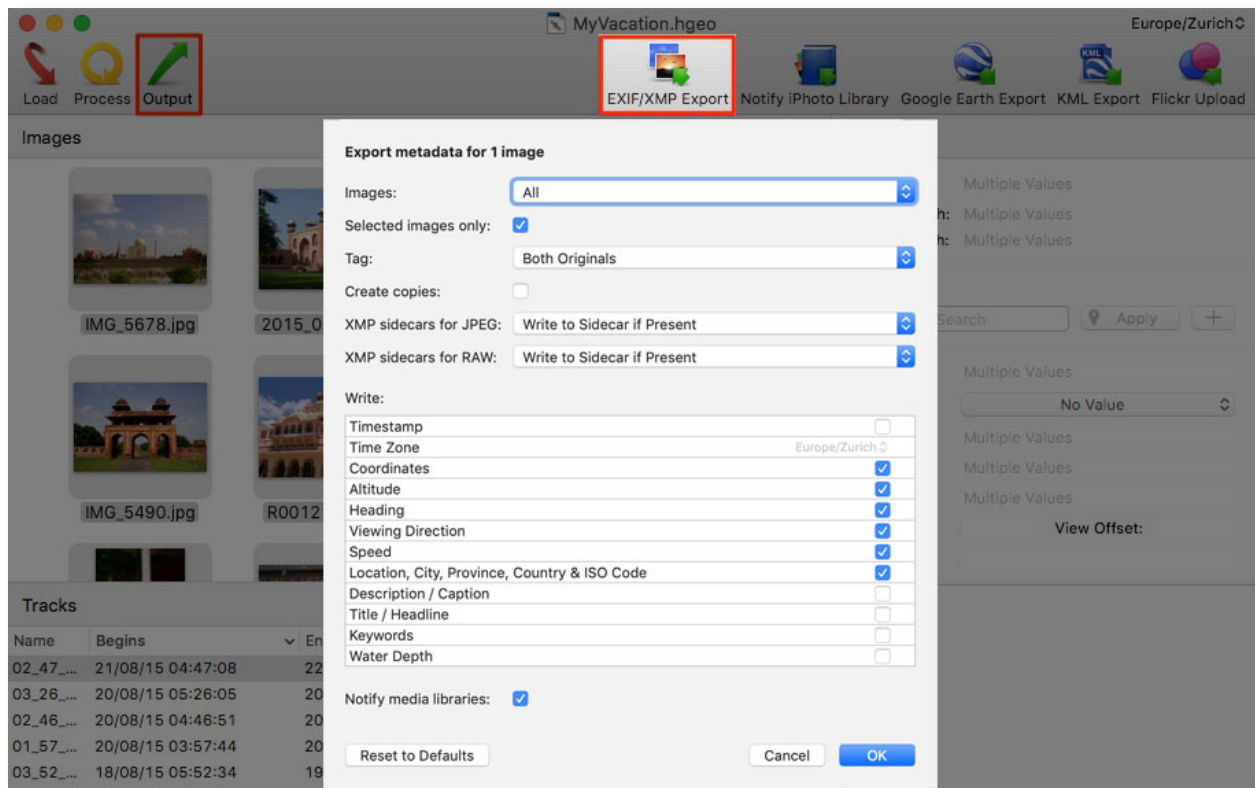 MyVacation.hgeo
Europe/Zurich
Load Process Output
EXIF/XMP Export Notify iPhoto Library Google Earth Export KML Export Flickr Upload
KML
Images
IMG_5678.jpg
2015_0
IMG_5490.jpg
R0012
Export metadata for 1 image
Images: All
Selected images only:
Tag: Both Originals
Create copies:
XMP sidecars for JPEG: Write to Sidecar if Present
XMP sidecars for RAW: Write to Sidecar if Present
Write:
Timestamp
Time Zone Europe/Zurich
Coordinates
Altitude
Heading
Viewing Direction
Speed
Location, City, Province, Country & ISO Code
Description / Caption
Title / Headline
Keywords
Water Depth
Notify media libraries:
Reset to Defaults Cancel OK
Multiple Values
h: Multiple Values
h: Multiple Values
Search Apply
Multiple Values
No Value
Multiple Values
Multiple Values
Multiple Values
View Offset:
Tracks
Name Begins En
02_47_... 21/08/15 04:47:08 22
03_26_... 20/08/15 05:26:05 20
02_46_... 20/08/15 04:46:51 20
01_57_... 20/08/15 03:57:44 20
03_52_... 18/08/15 05:52:34 19